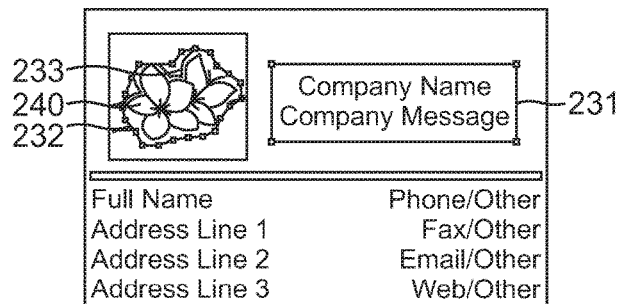 233
240
232
Company Name
Company Message
231
Full Name Phone/Other
Address Line 1 Fax/Other
Address Line 2 Email/Other
Address Line 3 Web/Other